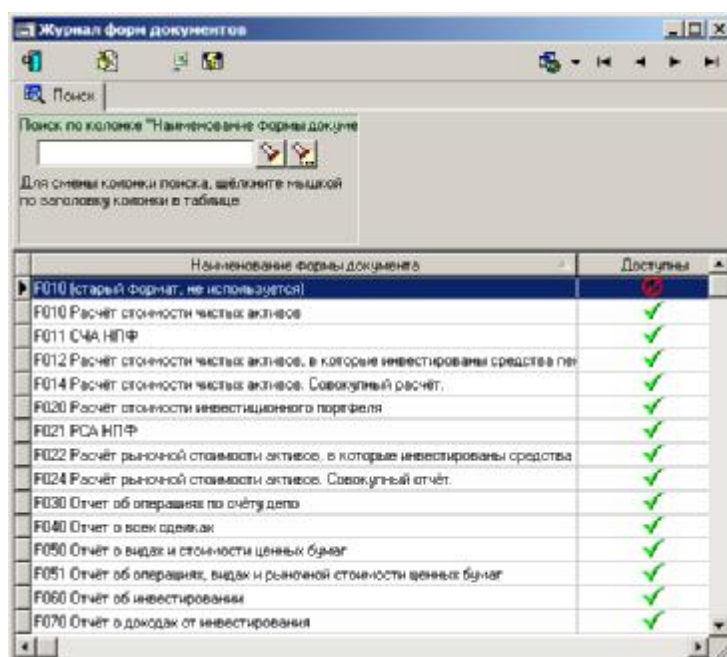 Журнал форм документов
Поиск
Поиск по колонке "Наименование формы докуме
Для смены колонки поиска, щёлкните мышкой
по заголовку колонки в таблице
Наименование формы документа Доступны
F010 (старый формат, не используется)
F010 Расчёт стоимости чистых активов
F011 СЧА НПФ
F012 Расчёт стоимости чистых активов, в которые инвестированы средства пен
F014 Расчёт стоимости чистых активов. Совокупный расчёт.
F020 Расчёт стоимости инвестиционного портфеля
F021 РСА НПФ
F022 Расчёт рыночной стоимости активов, в которые инвестированы средства
F024 Расчёт рыночной стоимости активов. Совокупный отчёт.
F030 Отчет об операциях по счёту депо
F040 Отчет о всех сделках
F050 Отчёт о видах и стоимости ценных бумаг
F051 Отчёт об операциях, видах и рыночной стоимости ценных бумаг
F060 Отчёт об инвестировании
F070 Отчёт о доходах от инвестирования